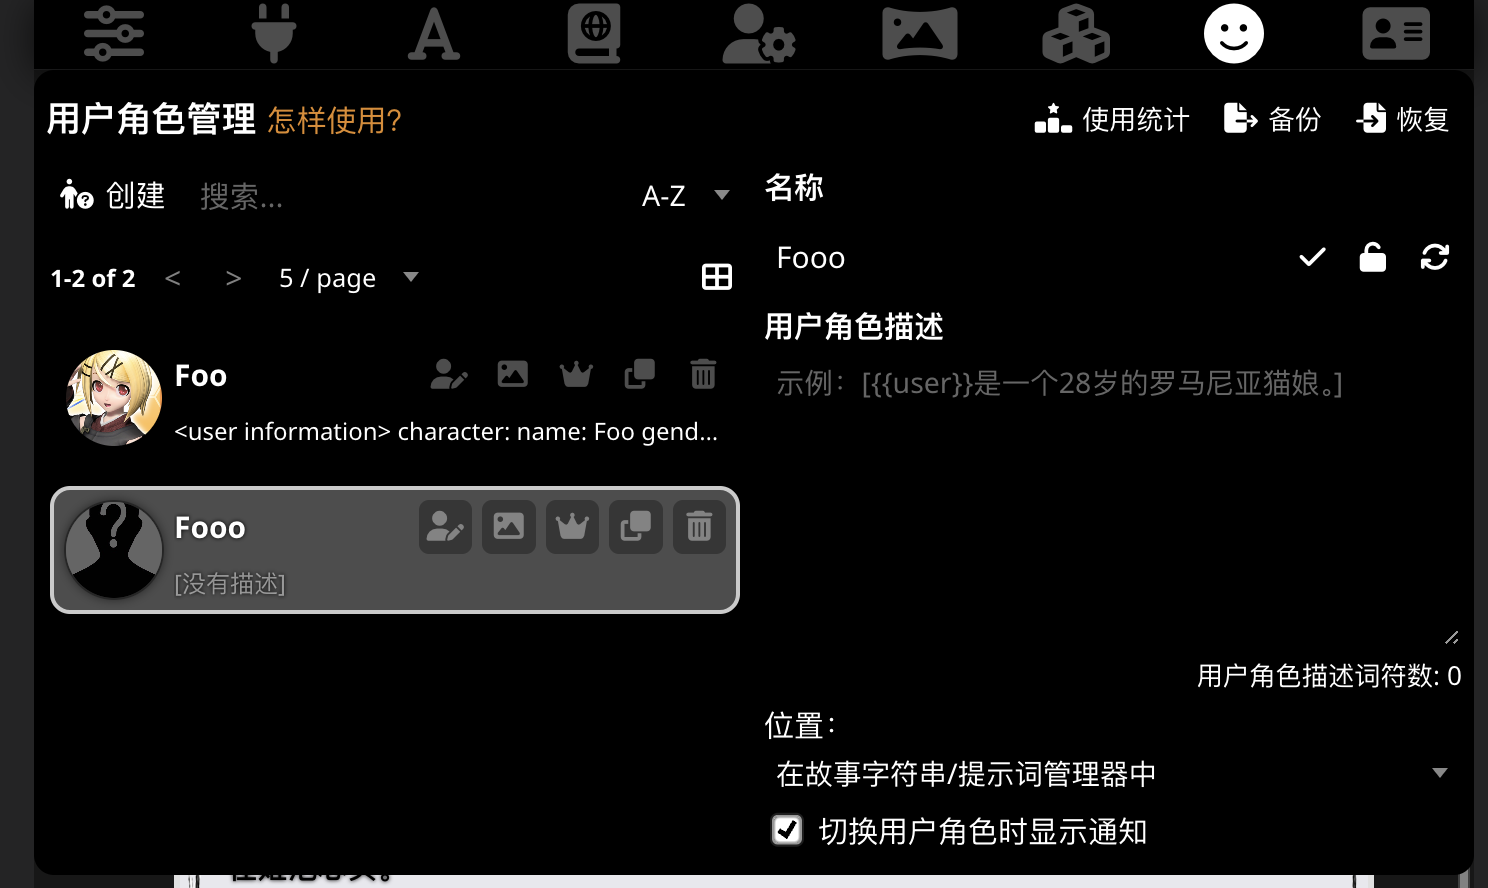 用户角色管理 怎样使用?
使用统计 备份 恢复
创建 搜索... A-Z
1-2 of 2 < > 5 / page
Foo
<user information> character: name: Foo gend...
Fooo
[没有描述]
名称
Fooo
用户角色描述
示例：[{{user}}是一个28岁的罗马尼亚猫娘。]
用户角色描述词符数: 0
位置：
在故事字符串/提示词管理器中
切换用户角色时显示通知